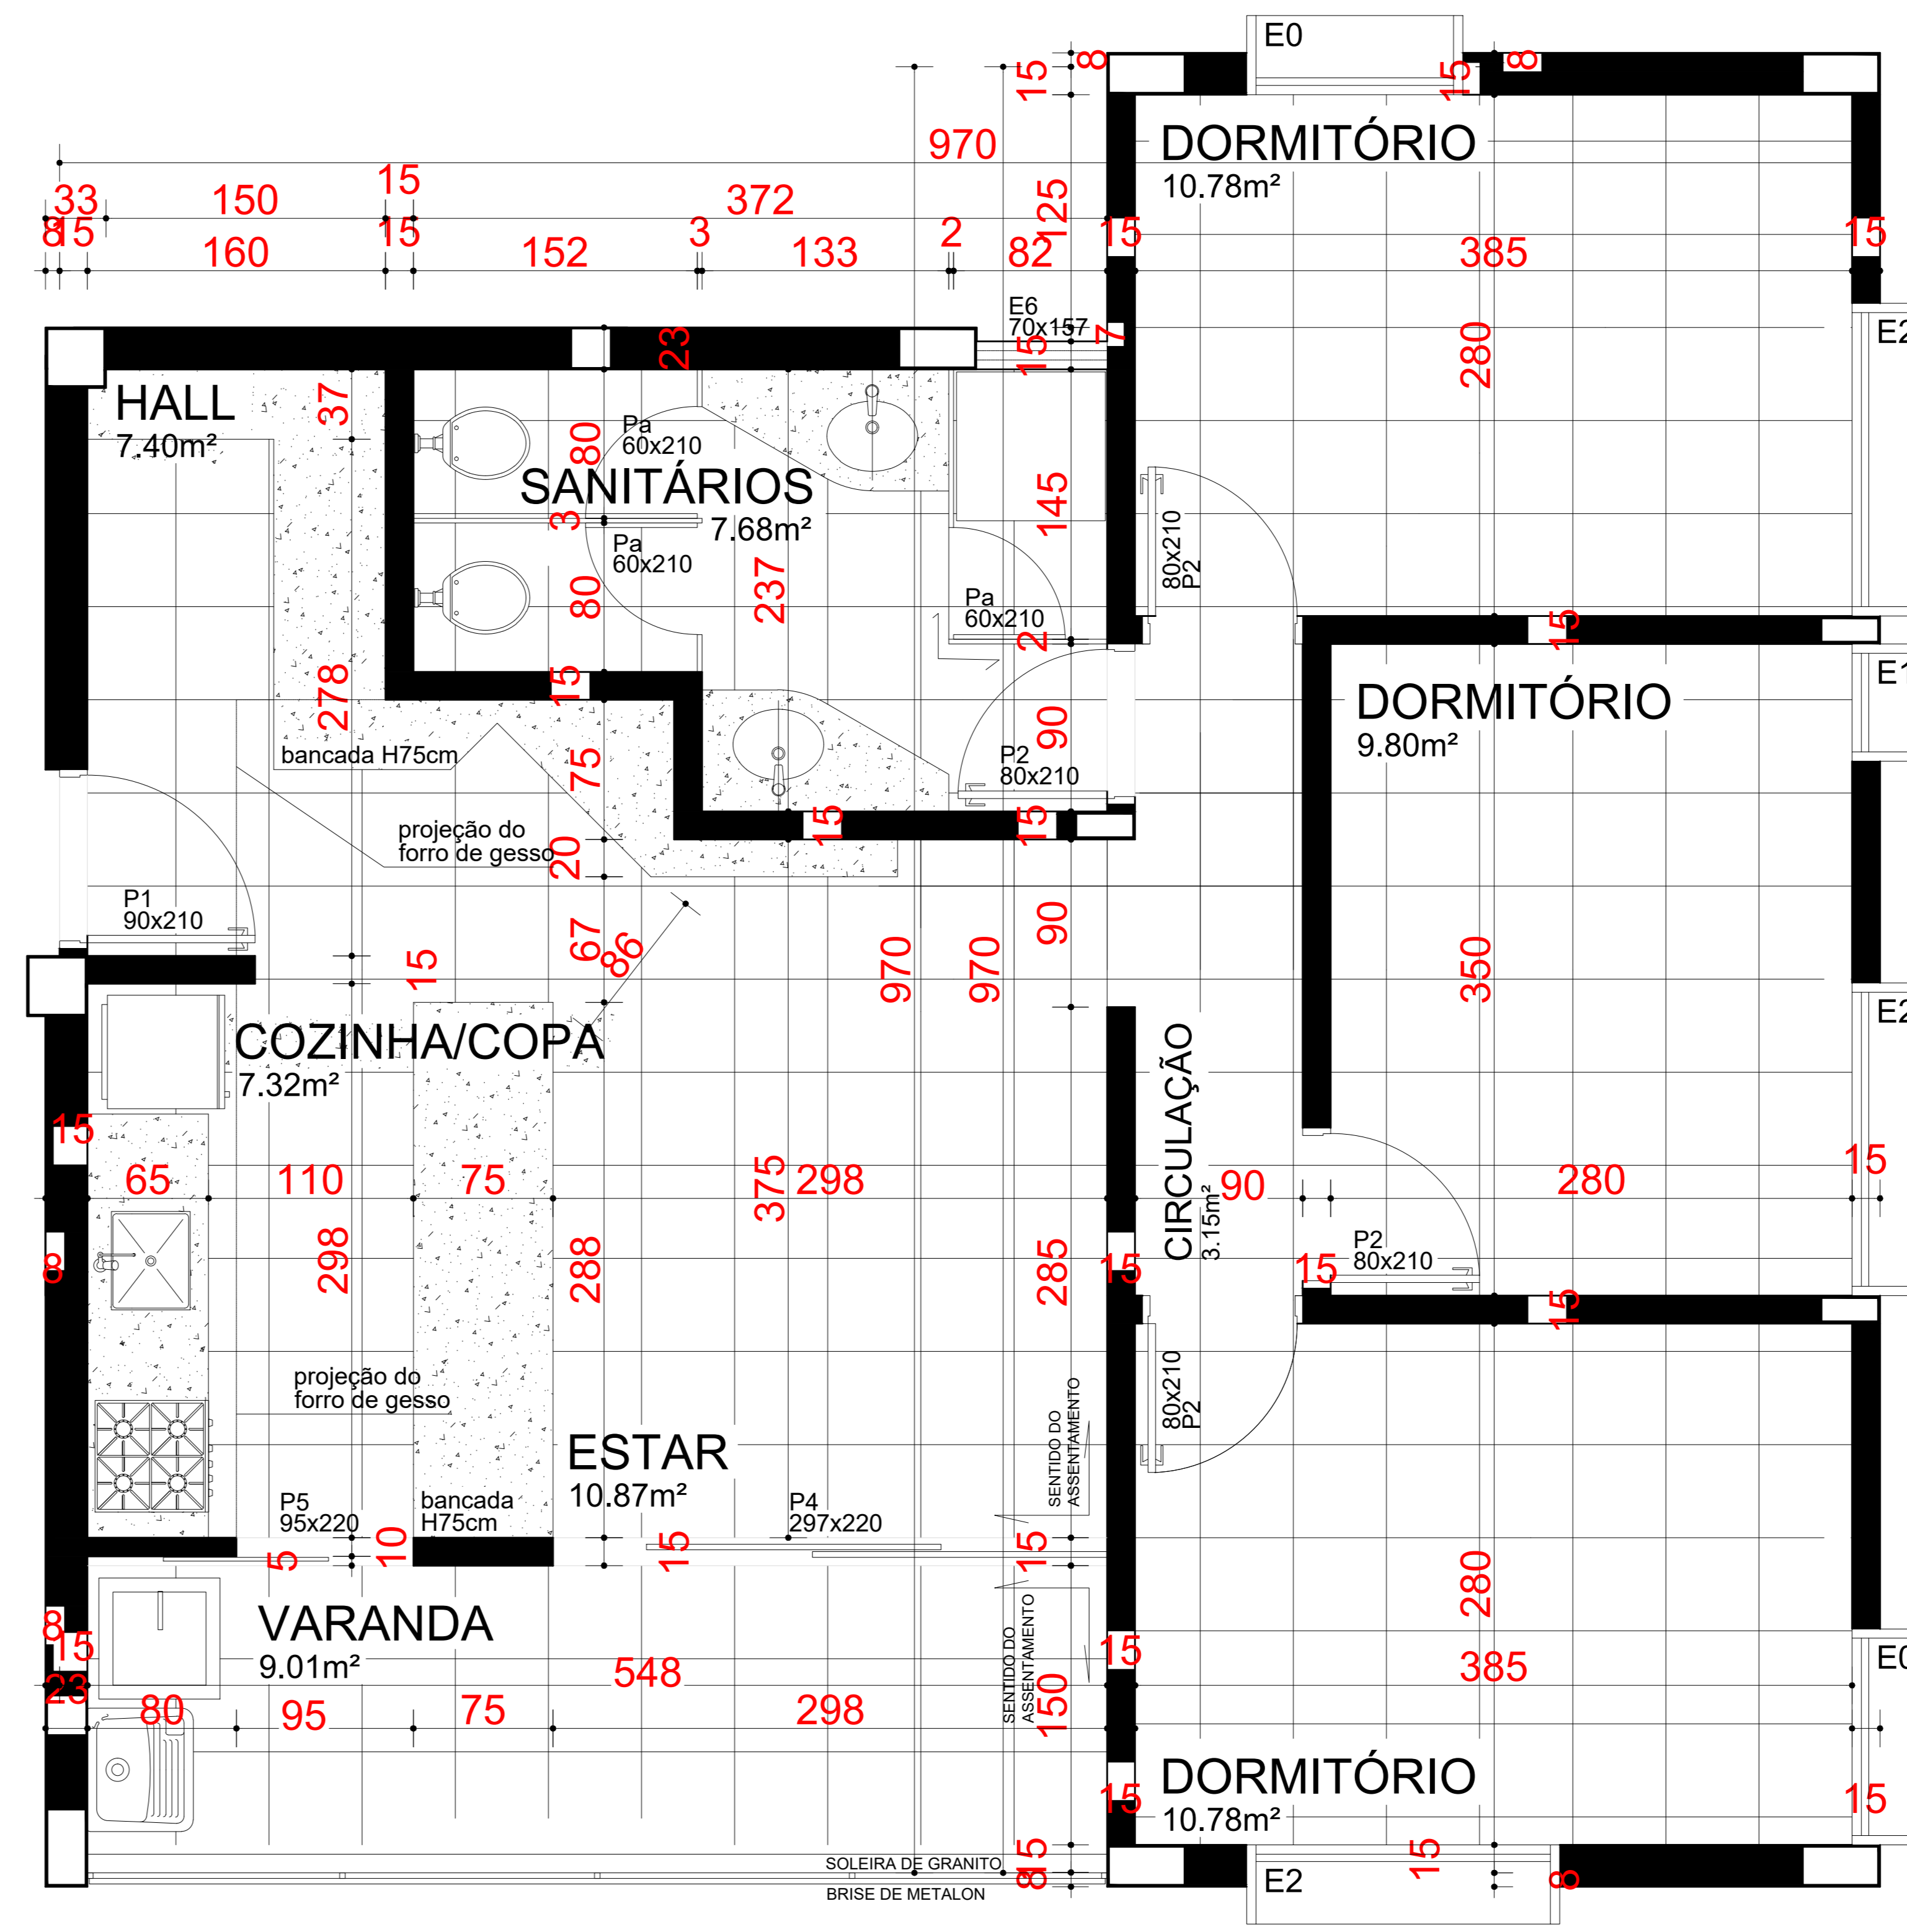 E0
8
15
15
8
970
DORMITÓRIO
10.78m²
33
150
15
372
125
8
15
160
15
152
3
133
2
82
15
385
15
E6
70x157
15
7
23
280
E2
HALL
7.40m²
37
Pa
60x210
80
SANITÁRIOS
7.68m²
3
145
Pa
60x210
80
237
80x210
P2
Pa
60x210
2
15
278
15
DORMITÓRIO
9.80m²
E1
bancada H75cm
75
90
P2
80x210
projeção do
forro de gesso
20
15
15
P1
90x210
67
86
15
970
970
90
350
E2
COZINHA/COPA
7.32m²
CIRCULAÇÃO
3.15m²
15
65
110
75
375
298
90
280
15
8
298
288
285
15
15
P2
80x210
15
projeção do
forro de gesso
80x210
P2
ESTAR
10.87m²
SENTIDO DO
ASSENTAMENTO
P5
95x220
bancada
H75cm
P4
297x220
5
10
15
15
280
VARANDA
9.01m²
8
15
SENTIDO DO
ASSENTAMENTO
15
E0
23
548
385
80
95
75
298
150
DORMITÓRIO
10.78m²
15
15
SOLEIRA DE GRANITO
15
8
15
8
BRISE DE METALON
E2